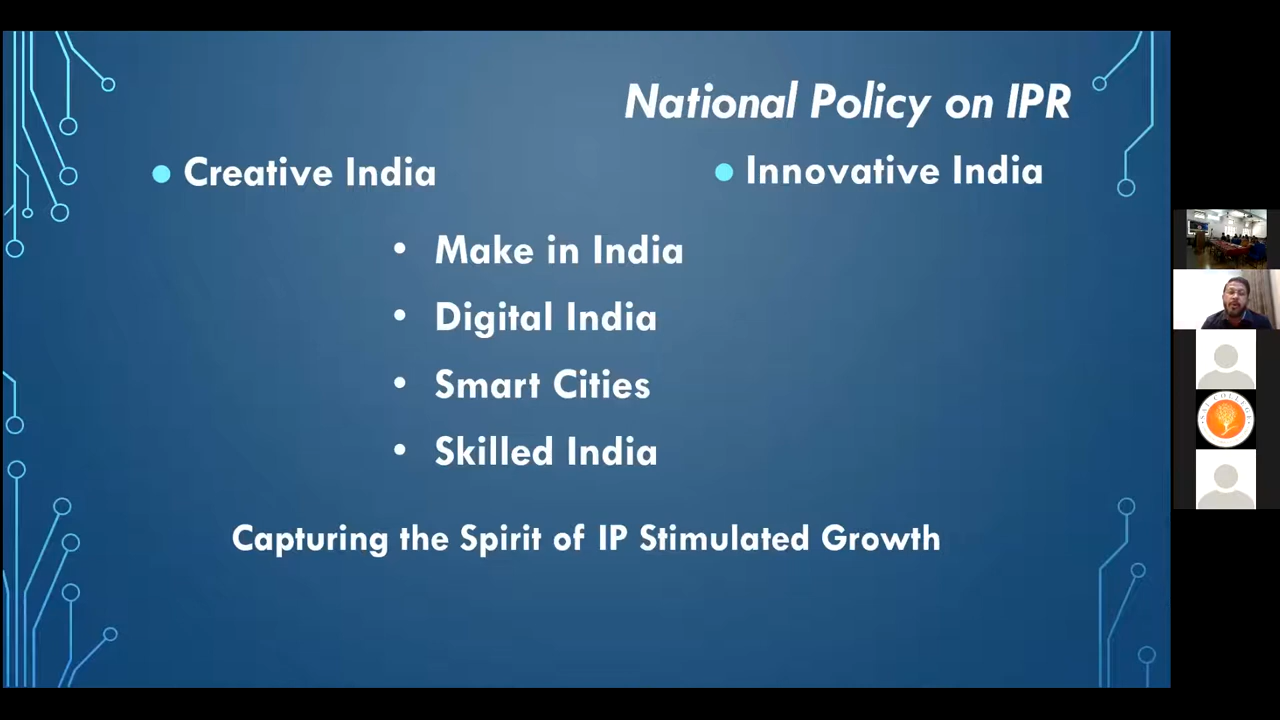 National Policy on IPR
Creative India
Innovative India
Make in India
Digital India
Smart Cities
Skilled India
Capturing the Spirit of IP Stimulated Growth